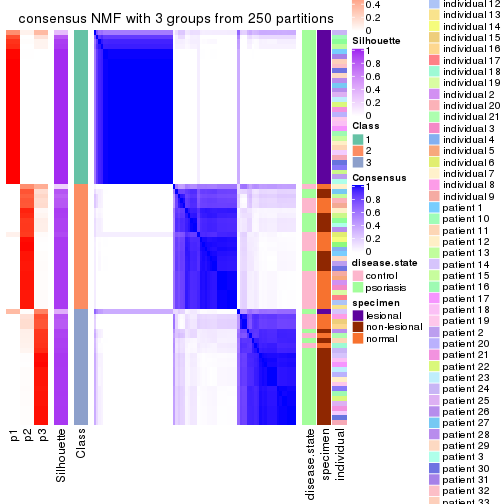 consensus NMF with 3 groups from 250 partitions
p1
p2
p3
Silhouette
Class
disease.state
specimen
individual
0.4
0.2
0
Silhouette
1
0.8
0.6
0.4
0.2
0
Class
1
2
3
Consensus
1
0.8
0.6
0.4
0.2
0
disease.state
control
psoriasis
specimen
lesional
non-lesional
normal
individual 12
individual 13
individual 14
individual 15
individual 16
individual 17
individual 18
individual 19
individual 2
individual 20
individual 21
individual 3
individual 4
individual 5
individual 6
individual 7
individual 8
individual 9
patient 1
patient 10
patient 11
patient 12
patient 13
patient 14
patient 15
patient 16
patient 17
patient 18
patient 19
patient 2
patient 20
patient 21
patient 22
patient 23
patient 24
patient 25
patient 26
patient 27
patient 28
patient 29
patient 3
patient 30
patient 31
patient 32
patient 33